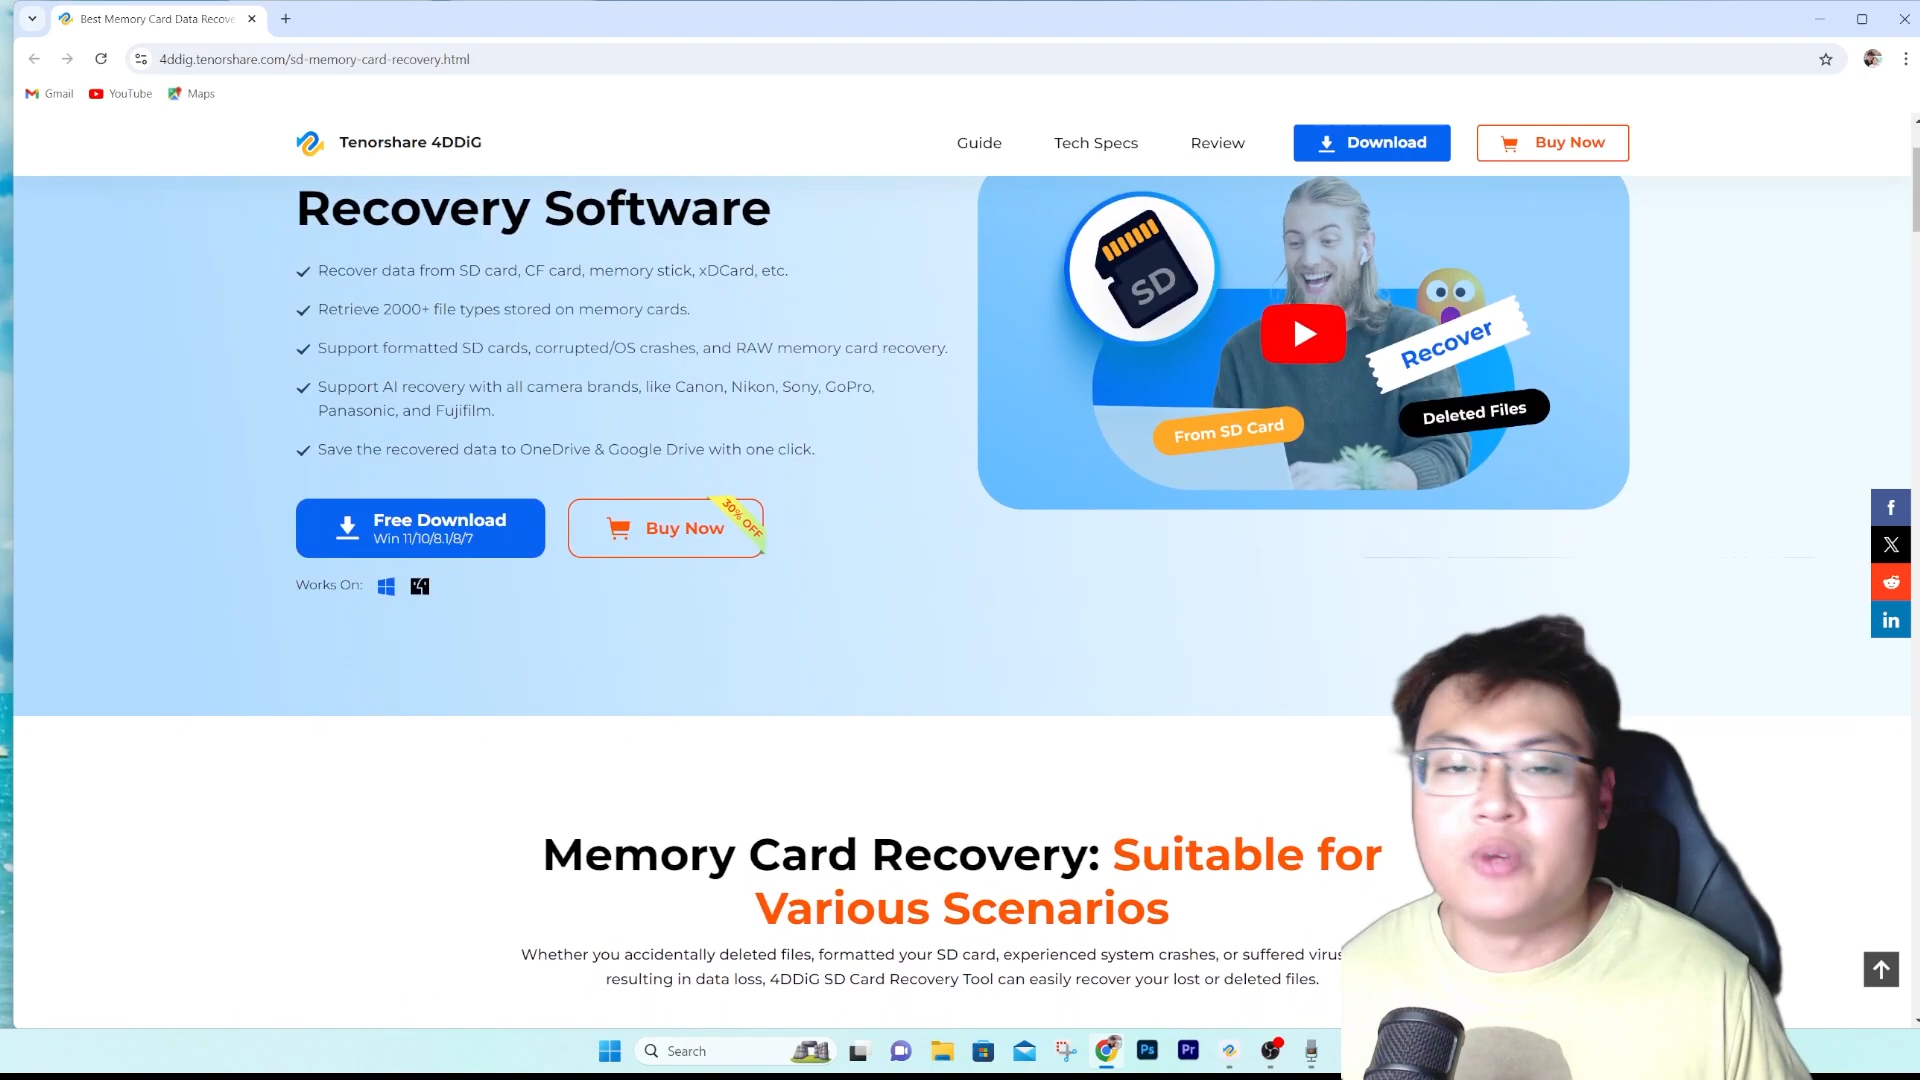 Best Memory Card Data Recove
4ddig.tenorshare.com/sd-memory-card-recovery.html
Gmail YouTube Maps
Tenorshare 4DDiG
Guide Tech Specs Review Download Buy Now
Recovery Software
Recover data from SD card, CF card, memory stick, xDCard, etc.
Retrieve 2000+ file types stored on memory cards.
Support formatted SD cards, corrupted/OS crashes, and RAW memory card recovery.
Support AI recovery with all camera brands, like Canon, Nikon, Sony, GoPro,
Panasonic, and Fujifilm.
Save the recovered data to OneDrive & Google Drive with one click.
Free Download
Win 11/10/8.1/8/7
Buy Now
30% OFF
Works On:
SD
Recover
From SD Card
Deleted Files
Memory Card Recovery: Suitable for
Various Scenarios
Whether you accidentally deleted files, formatted your SD card, experienced system crashes, or suffered virus
resulting in data loss, 4DDiG SD Card Recovery Tool can easily recover your lost or deleted files.
f
X
in
Search
Ps
Pr